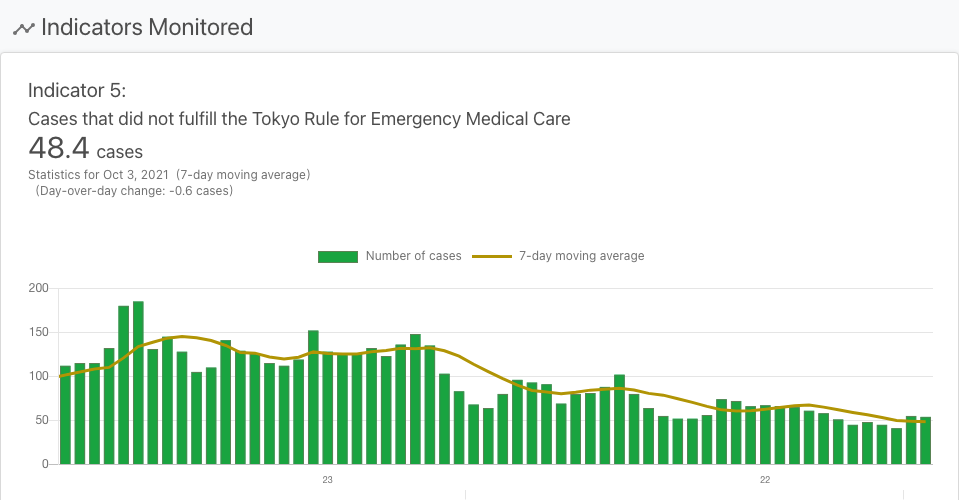 Indicators Monitored
Indicator 5:
Cases that did not fulfill the Tokyo Rule for Emergency Medical Care
48.4 cases
Statistics for Oct 3, 2021 (7-day moving average)
(Day-over-day change: -0.6 cases)
Number of cases 7-day moving average
200
150
100
50
0
23 22